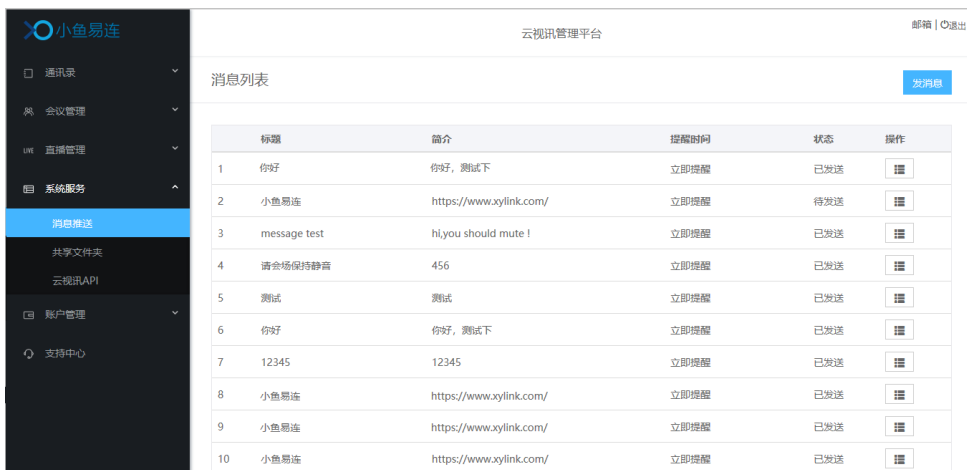 小鱼易连
云视讯管理平台
邮箱 | 退出
通讯录
会议管理
LIVE 直播管理
系统服务
消息推送
共享文件夹
云视讯API
账户管理
支持中心
消息列表
发消息
标题 简介 提醒时间 状态 操作
1 你好 你好，测试下 立即提醒 已发送
2 小鱼易连 https://www.xylink.com/ 立即提醒 待发送
3 message test hi,you should mute ! 立即提醒 已发送
4 请会场保持静音 456 立即提醒 已发送
5 测试 测试 立即提醒 已发送
6 你好 你好，测试下 立即提醒 已发送
7 12345 12345 立即提醒 已发送
8 小鱼易连 https://www.xylink.com/ 立即提醒 已发送
9 小鱼易连 https://www.xylink.com/ 立即提醒 已发送
10 小鱼易连 https://www.xylink.com/ 立即提醒 已发送